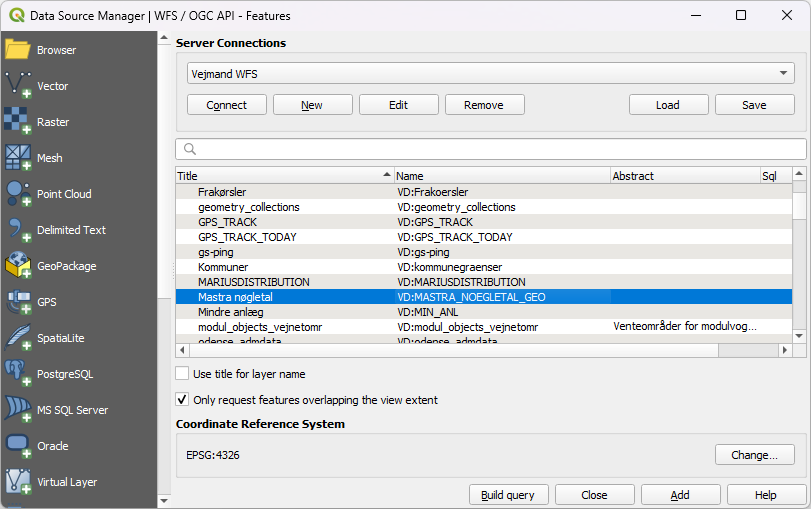 Data Source Manager | WFS / OGC API - Features
Browser
Vector
Raster
Mesh
Point Cloud
Delimited Text
GeoPackage
GPS
SpatiaLite
PostgreSQL
MS SQL Server
Oracle
Virtual Layer
Server Connections
Vejmand WFS
Connect New Edit Remove Load Save
Title Name Abstract Sql
Frakørsler VD:Frakoersler
geometry_collections VD:geometry_collections
GPS_TRACK VD:GPS_TRACK
GPS_TRACK_TODAY VD:GPS_TRACK_TODAY
gs-ping VD:gs-ping
Kommuner VD:kommunegraenser
MARIUSDISTRIBUTION VD:MARIUSDISTRIBUTION
Mastra nøgletal VD:MASTRA_NOEGLETAL_GEO
Mindre anlæg VD:MIN_ANL
modul_objects_vejnetomr VD:modul_objects_vejnetomr Venteområder for modulvog...
odense_admdata VD:odense_admdata
Use title for layer name
Only request features overlapping the view extent
Coordinate Reference System
EPSG:4326 Change...
Build query Close Add Help